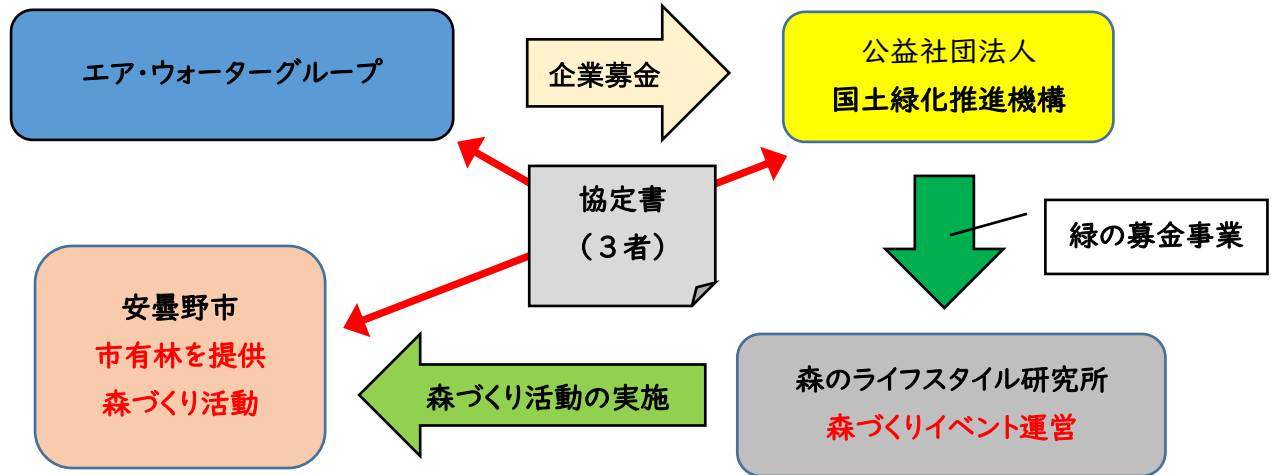 エア・ウォーターグループ
企業募金
公益社団法人
国土緑化推進機構
協定書
（３者）
緑の募金事業
安曇野市
市有林を提供
森づくり活動
森づくり活動の実施
森のライフスタイル研究所
森づくりイベント運営